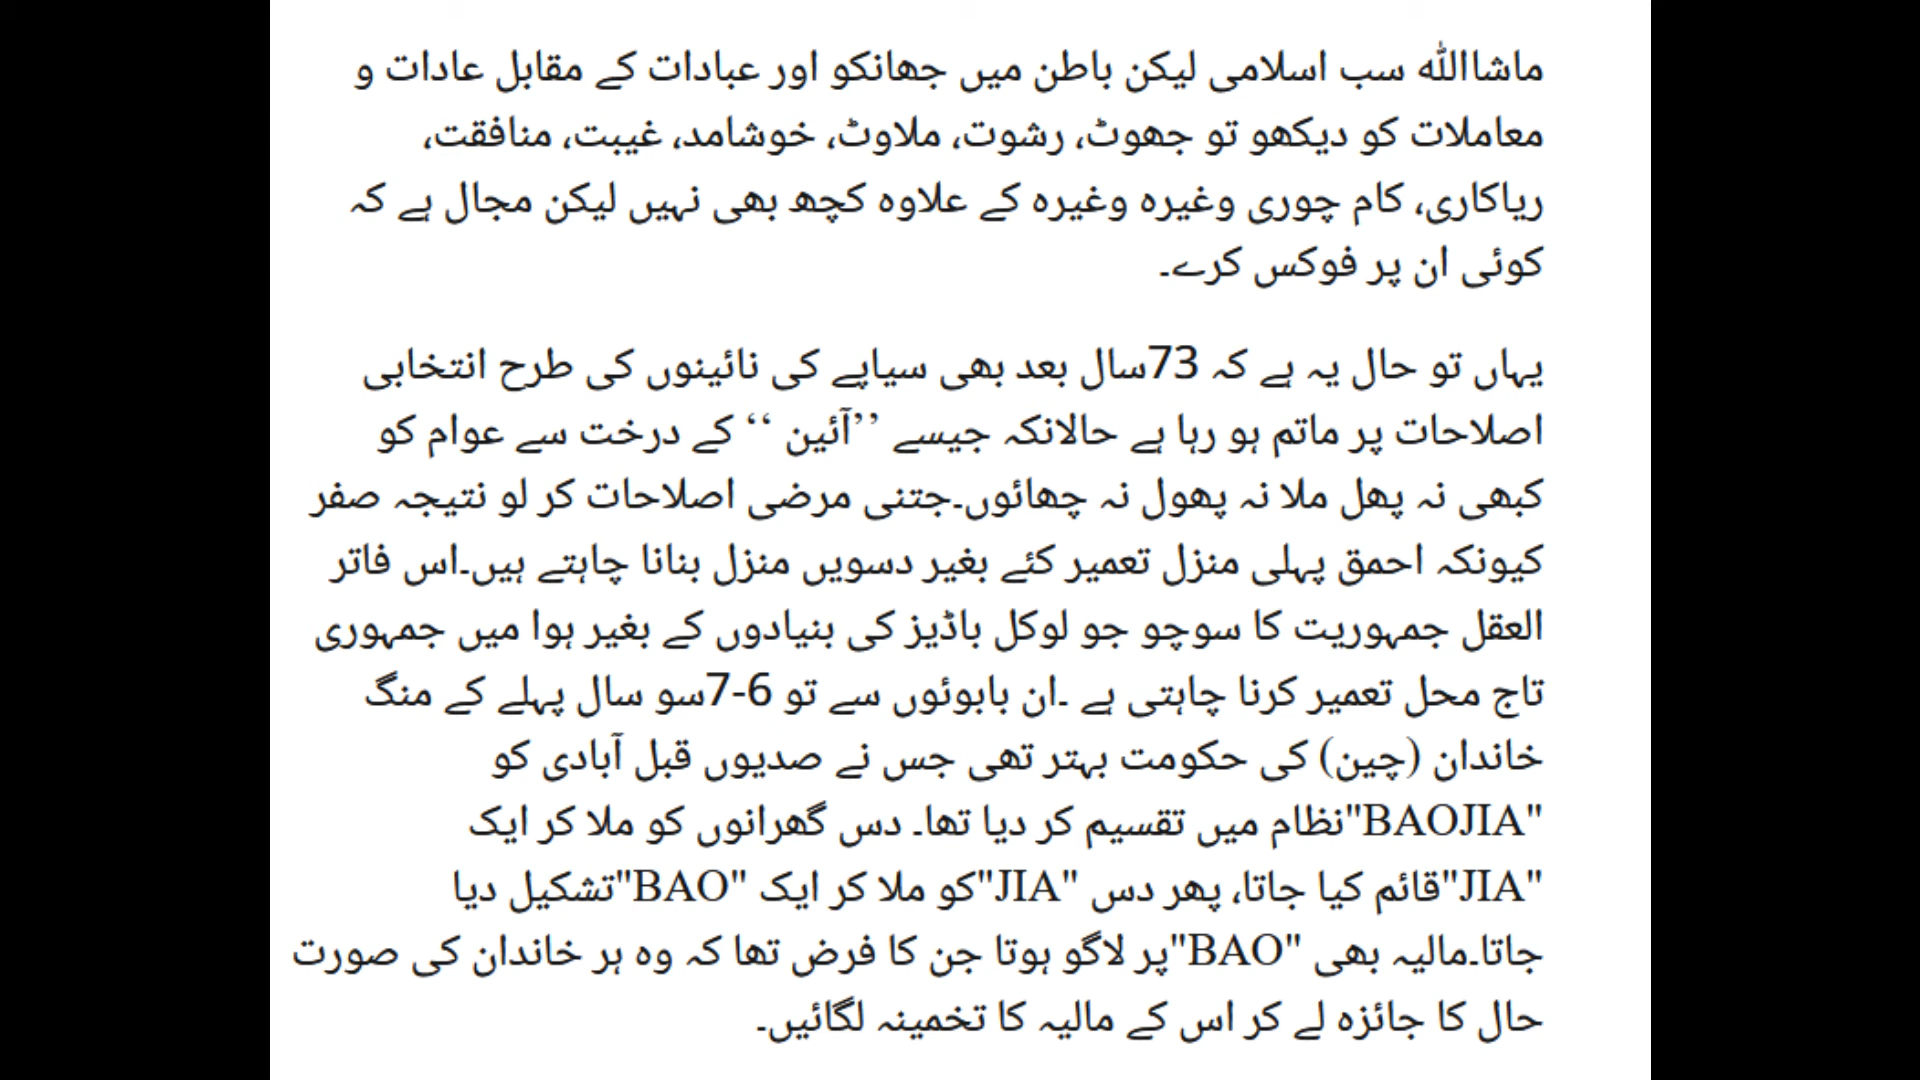 ماشااللّٰہ سب اسلامی لیکن باطن میں جھانکو اور عبادات کے مقابل عادات و
معاملات کو دیکھو تو جھوٹ، رشوت، ملاوٹ، خوشامد، غیبت، منافقت،
ریاکاری، کام چوری وغیرہ وغیرہ کے علاوہ کچھ بھی نہیں لیکن مجال ہے کہ
کوئی ان پر فوکس کرے۔
یہاں تو حال یہ ہے کہ 73سال بعد بھی سیاپے کی نائینوں کی طرح انتخابی
اصلاحات پر ماتم ہو رہا ہے حالانکہ جیسے ’’آئین ‘‘ کے درخت سے عوام کو
کبھی نہ پھل ملا نہ پھول نہ چھائوں۔جتنی مرضی اصلاحات کر لو نتیجہ صفر
کیونکہ احمق پہلی منزل تعمیر کئے بغیر دسویں منزل بنانا چاہتے ہیں۔اس فاتر
العقل جمہوریت کا سوچو جو لوکل باڈیز کی بنیادوں کے بغیر ہوا میں جمہوری
تاج محل تعمیر کرنا چاہتی ہے ۔ان بابوئوں سے تو 6-7سو سال پہلے کے منگ
خاندان (چین) کی حکومت بہتر تھی جس نے صدیوں قبل آبادی کو
"BAOJIA"نظام میں تقسیم کر دیا تھا۔ دس گھرانوں کو ملا کر ایک
"JIA"قائم کیا جاتا، پھر دس "JIA"کو ملا کر ایک "BAO"تشکیل دیا
جاتا۔مالیہ بھی "BAO"پر لاگو ہوتا جن کا فرض تھا کہ وہ ہر خاندان کی صورت
حال کا جائزہ لے کر اس کے مالیہ کا تخمینہ لگائیں۔